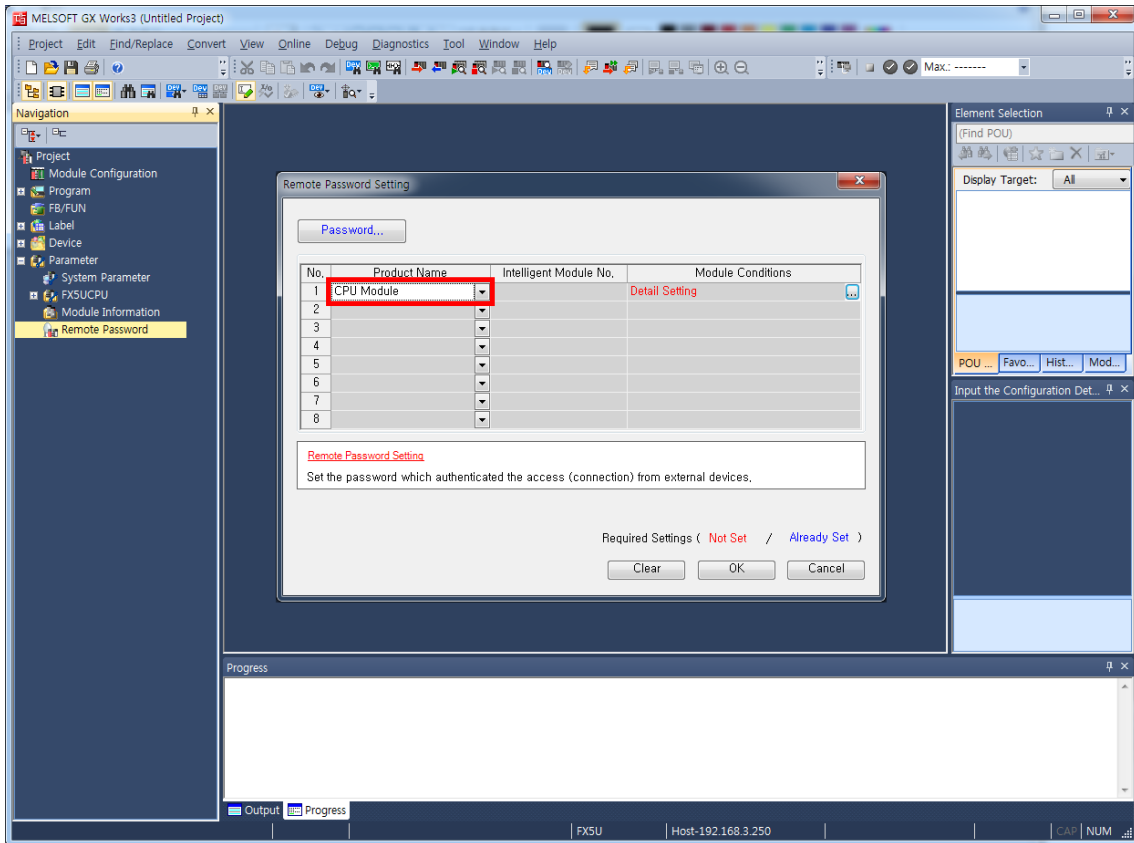 MELSOFT GX Works3 (Untitled Project)
Project Edit Find/Replace Convert View Online Debug Diagnostics Tool Window Help
Max.: -------
Navigation
Project
Module Configuration
Program
FB/FUN
Label
Device
Parameter
System Parameter
FX5UCPU
Module Information
Remote Password
Remote Password Setting
Password...
No. Product Name Intelligent Module No. Module Conditions
1 CPU Module Detail Setting ...
2
3
4
5
6
7
8
Remote Password Setting
Set the password which authenticated the access (connection) from external devices.
Required Settings ( Not Set / Already Set )
Clear OK Cancel
Element Selection
(Find POU)
Display Target: All
POU ... Favo... Hist... Mod...
Input the Configuration Det...
Progress
Output Progress
FX5U Host-192.168.3.250 CAP NUM